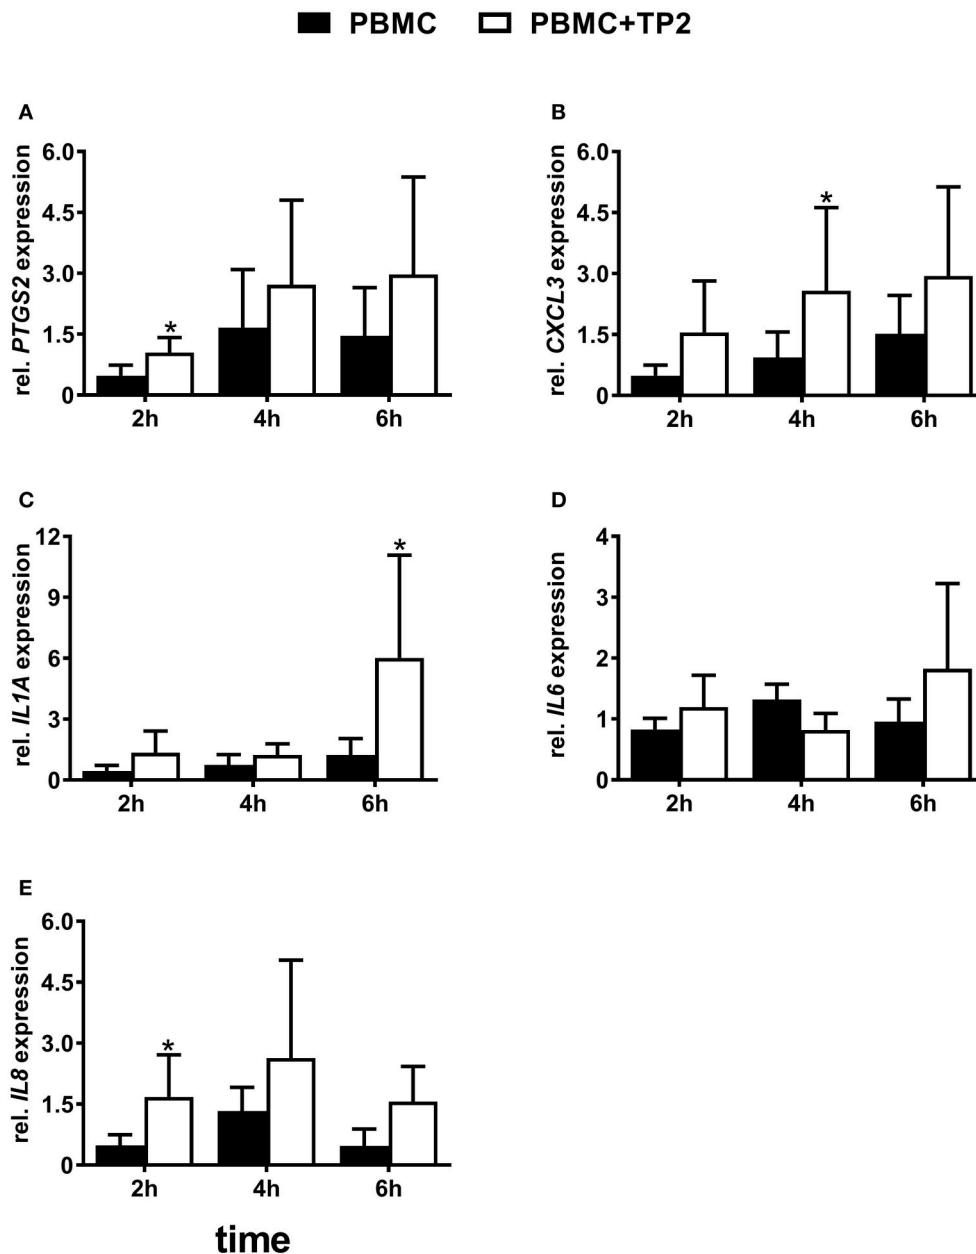 PBMC PBMC+TP2
A
rel. PTGS2 expression
6.0
4.5
3.0
1.5
0
*
2h 4h 6h
B
rel. CXCL3 expression
6.0
4.5
3.0
1.5
0
*
2h 4h 6h
C
rel. IL1A expression
12
9
6
3
0
*
2h 4h 6h
D
rel. IL6 expression
4
3
2
1
0
2h 4h 6h
E
rel. IL8 expression
6.0
4.5
3.0
1.5
0
*
2h 4h 6h
time